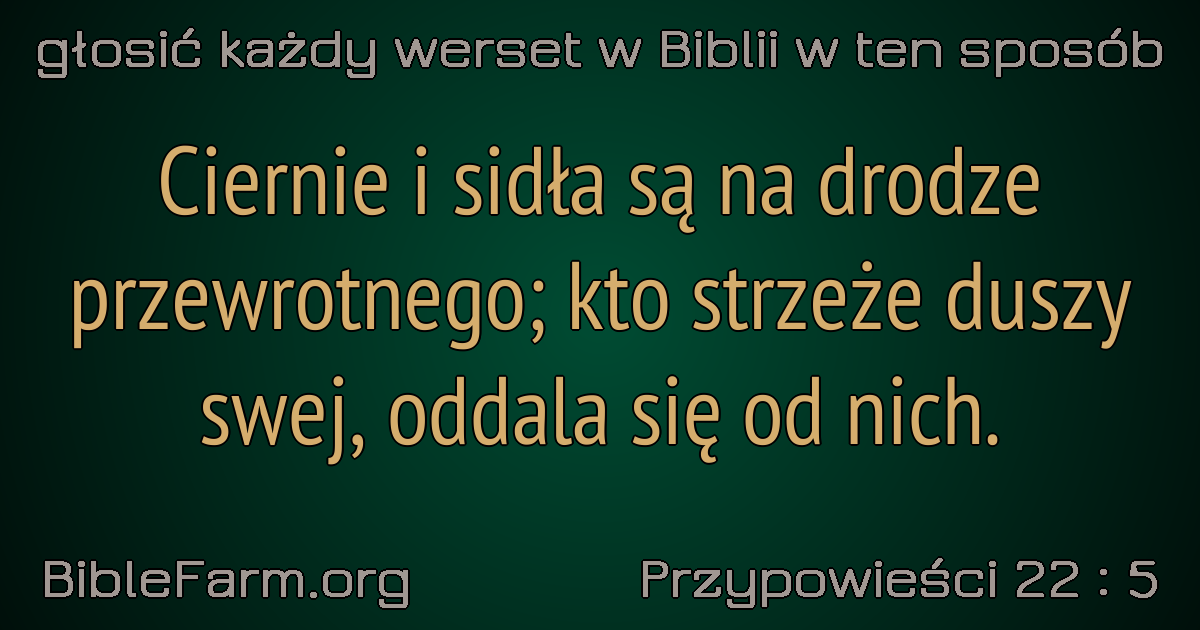 głosić każdy werset w Biblii w ten sposób
Ciernie i sidła są na drodze
przewrotnego; kto strzeże duszy
swej, oddala się od nich.
BibleFarm.org
Przypowieści 22 : 5